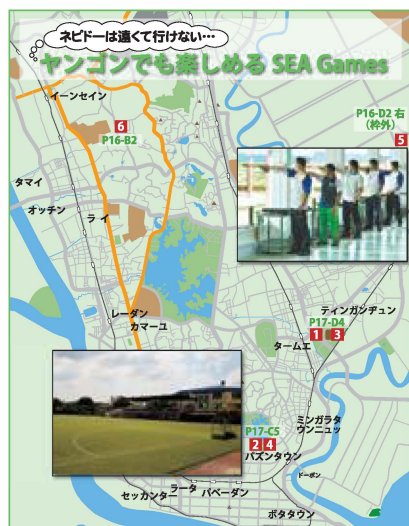 ネピドーは遠くて行けない…
ヤンゴンでも楽しめる SEA Games
イーンセイン
P16-D2 右
(枠外)
5
6
P16-B2
タマイ
オッチン
ライ
ティンガンヂュン
レーダン
カマーユ
P17-D4
1 3
タームエ
P17-C5
2 4
パズンタウン
ミンガラタ
ウンニュッ
ドーボン
ラータ
パベーダン
セッカンタ
ボタタウン